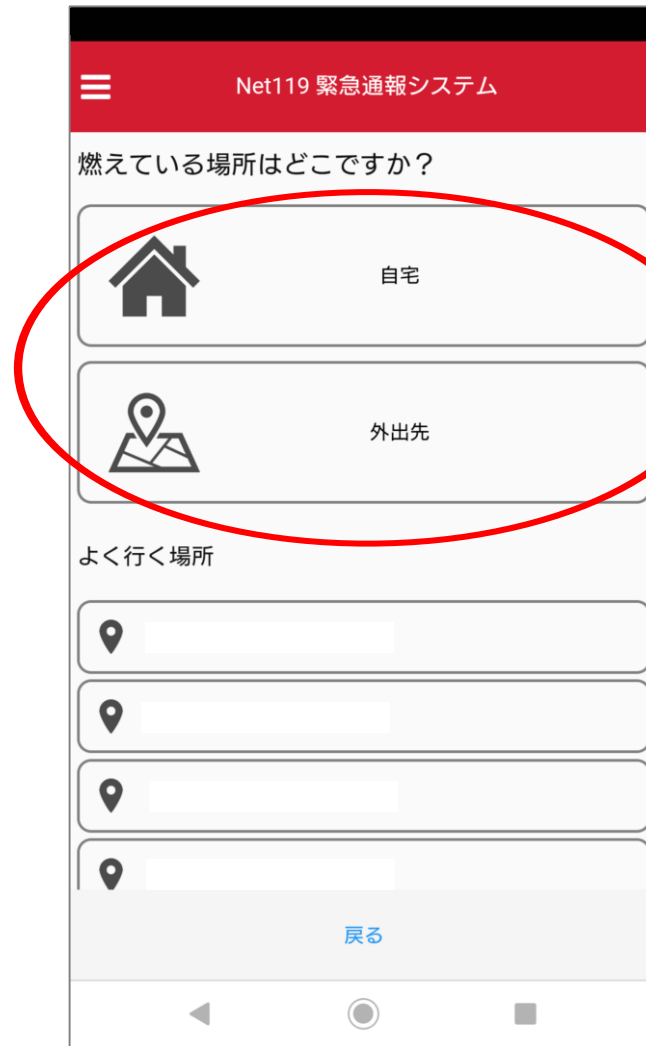 Net119 緊急通報システム
燃えている場所はどこですか？
自宅
外出先
よく行く場所
戻る